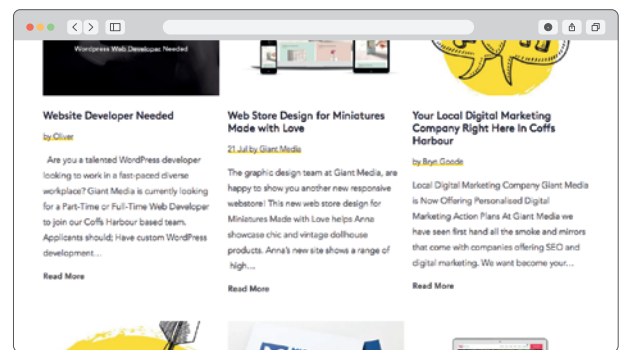 Wordpress Web Developer Needed
Website Developer Needed
by Oliver
Are you a talented WordPress developer
looking to work in a fast-paced diverse
workplace? Giant Media is currently looking
for a Part-Time or Full-Time Web Developer
to join our Coffs Harbour based team.
Applicants should; Have custom WordPress
development...
Read More
Web Store Design for Miniatures
Made with Love
21 Jul by Giant Media
The graphic design team at Giant Media, are
happy to show you another new responsive
webstore! This new web store design for
Miniatures Made with Love helps Anna
showcase chic and vintage dollhouse
products. Anna's new site shows a range of
high...
Read More
Your Local Digital Marketing
Company Right Here In Coffs
Harbour
by Bryn Goode
Local Digital Marketing Company Giant Media
is Now Offering Personalised Digital
Marketing Action Plans At Giant Media we
have seen first hand all the smoke and mirrors
that come with companies offering SEO and
digital marketing. We want become your...
Read More